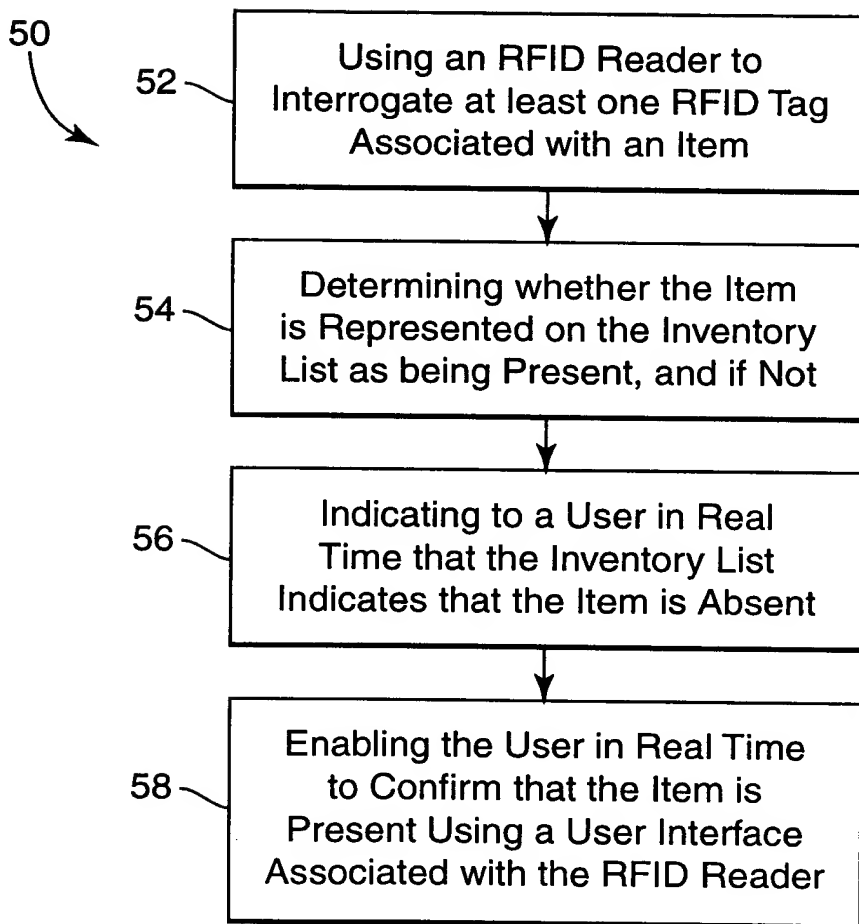 50
52
Using an RFID Reader to
Interrogate at least one RFID Tag
Associated with an Item
54
Determining whether the Item
is Represented on the Inventory
List as being Present, and if Not
56
Indicating to a User in Real
Time that the Inventory List
Indicates that the Item is Absent
58
Enabling the User in Real Time
to Confirm that the Item is
Present Using a User Interface
Associated with the RFID Reader